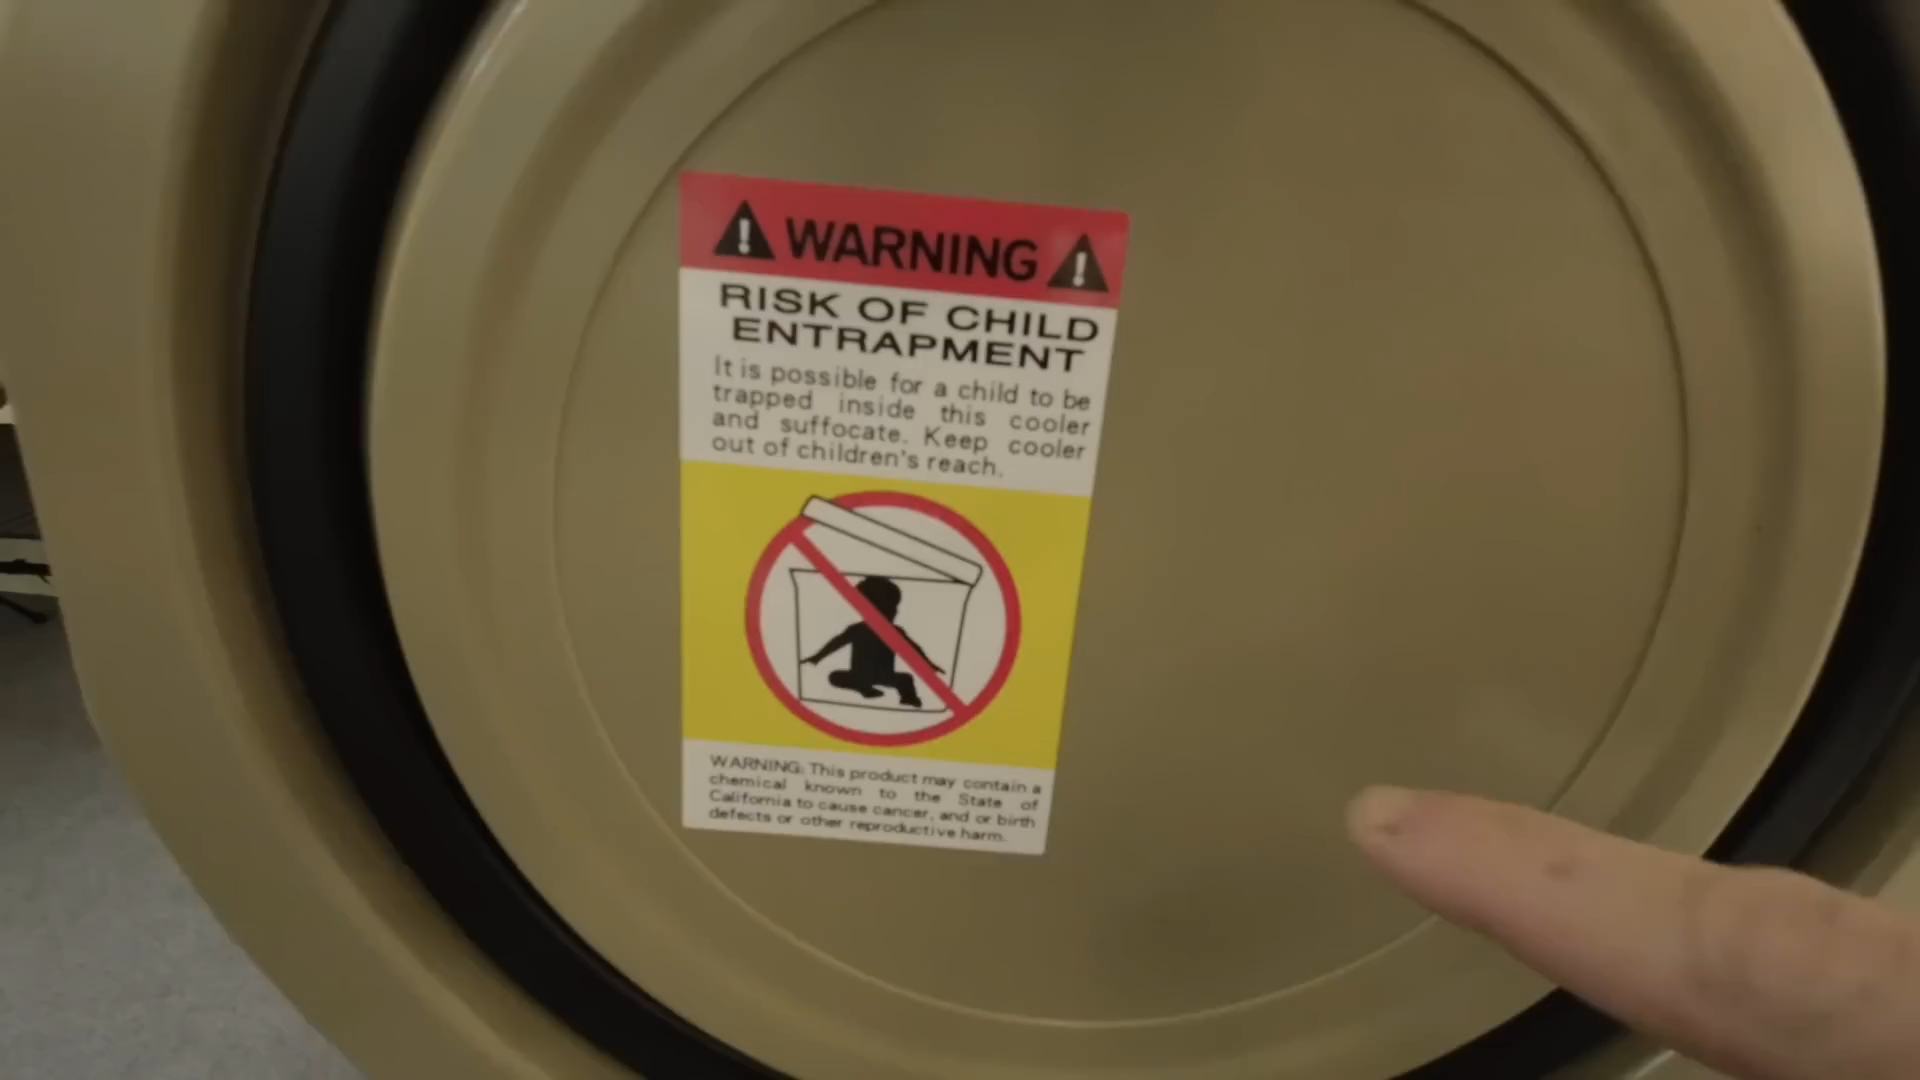 WARNING
RISK OF CHILD
ENTRAPMENT
It is possible for a child to be
trapped inside this cooler
and suffocate. Keep cooler
out of children's reach.
WARNING: This product may contain a
chemical known to the State of
California to cause cancer, and or birth
defects or other reproductive harm.